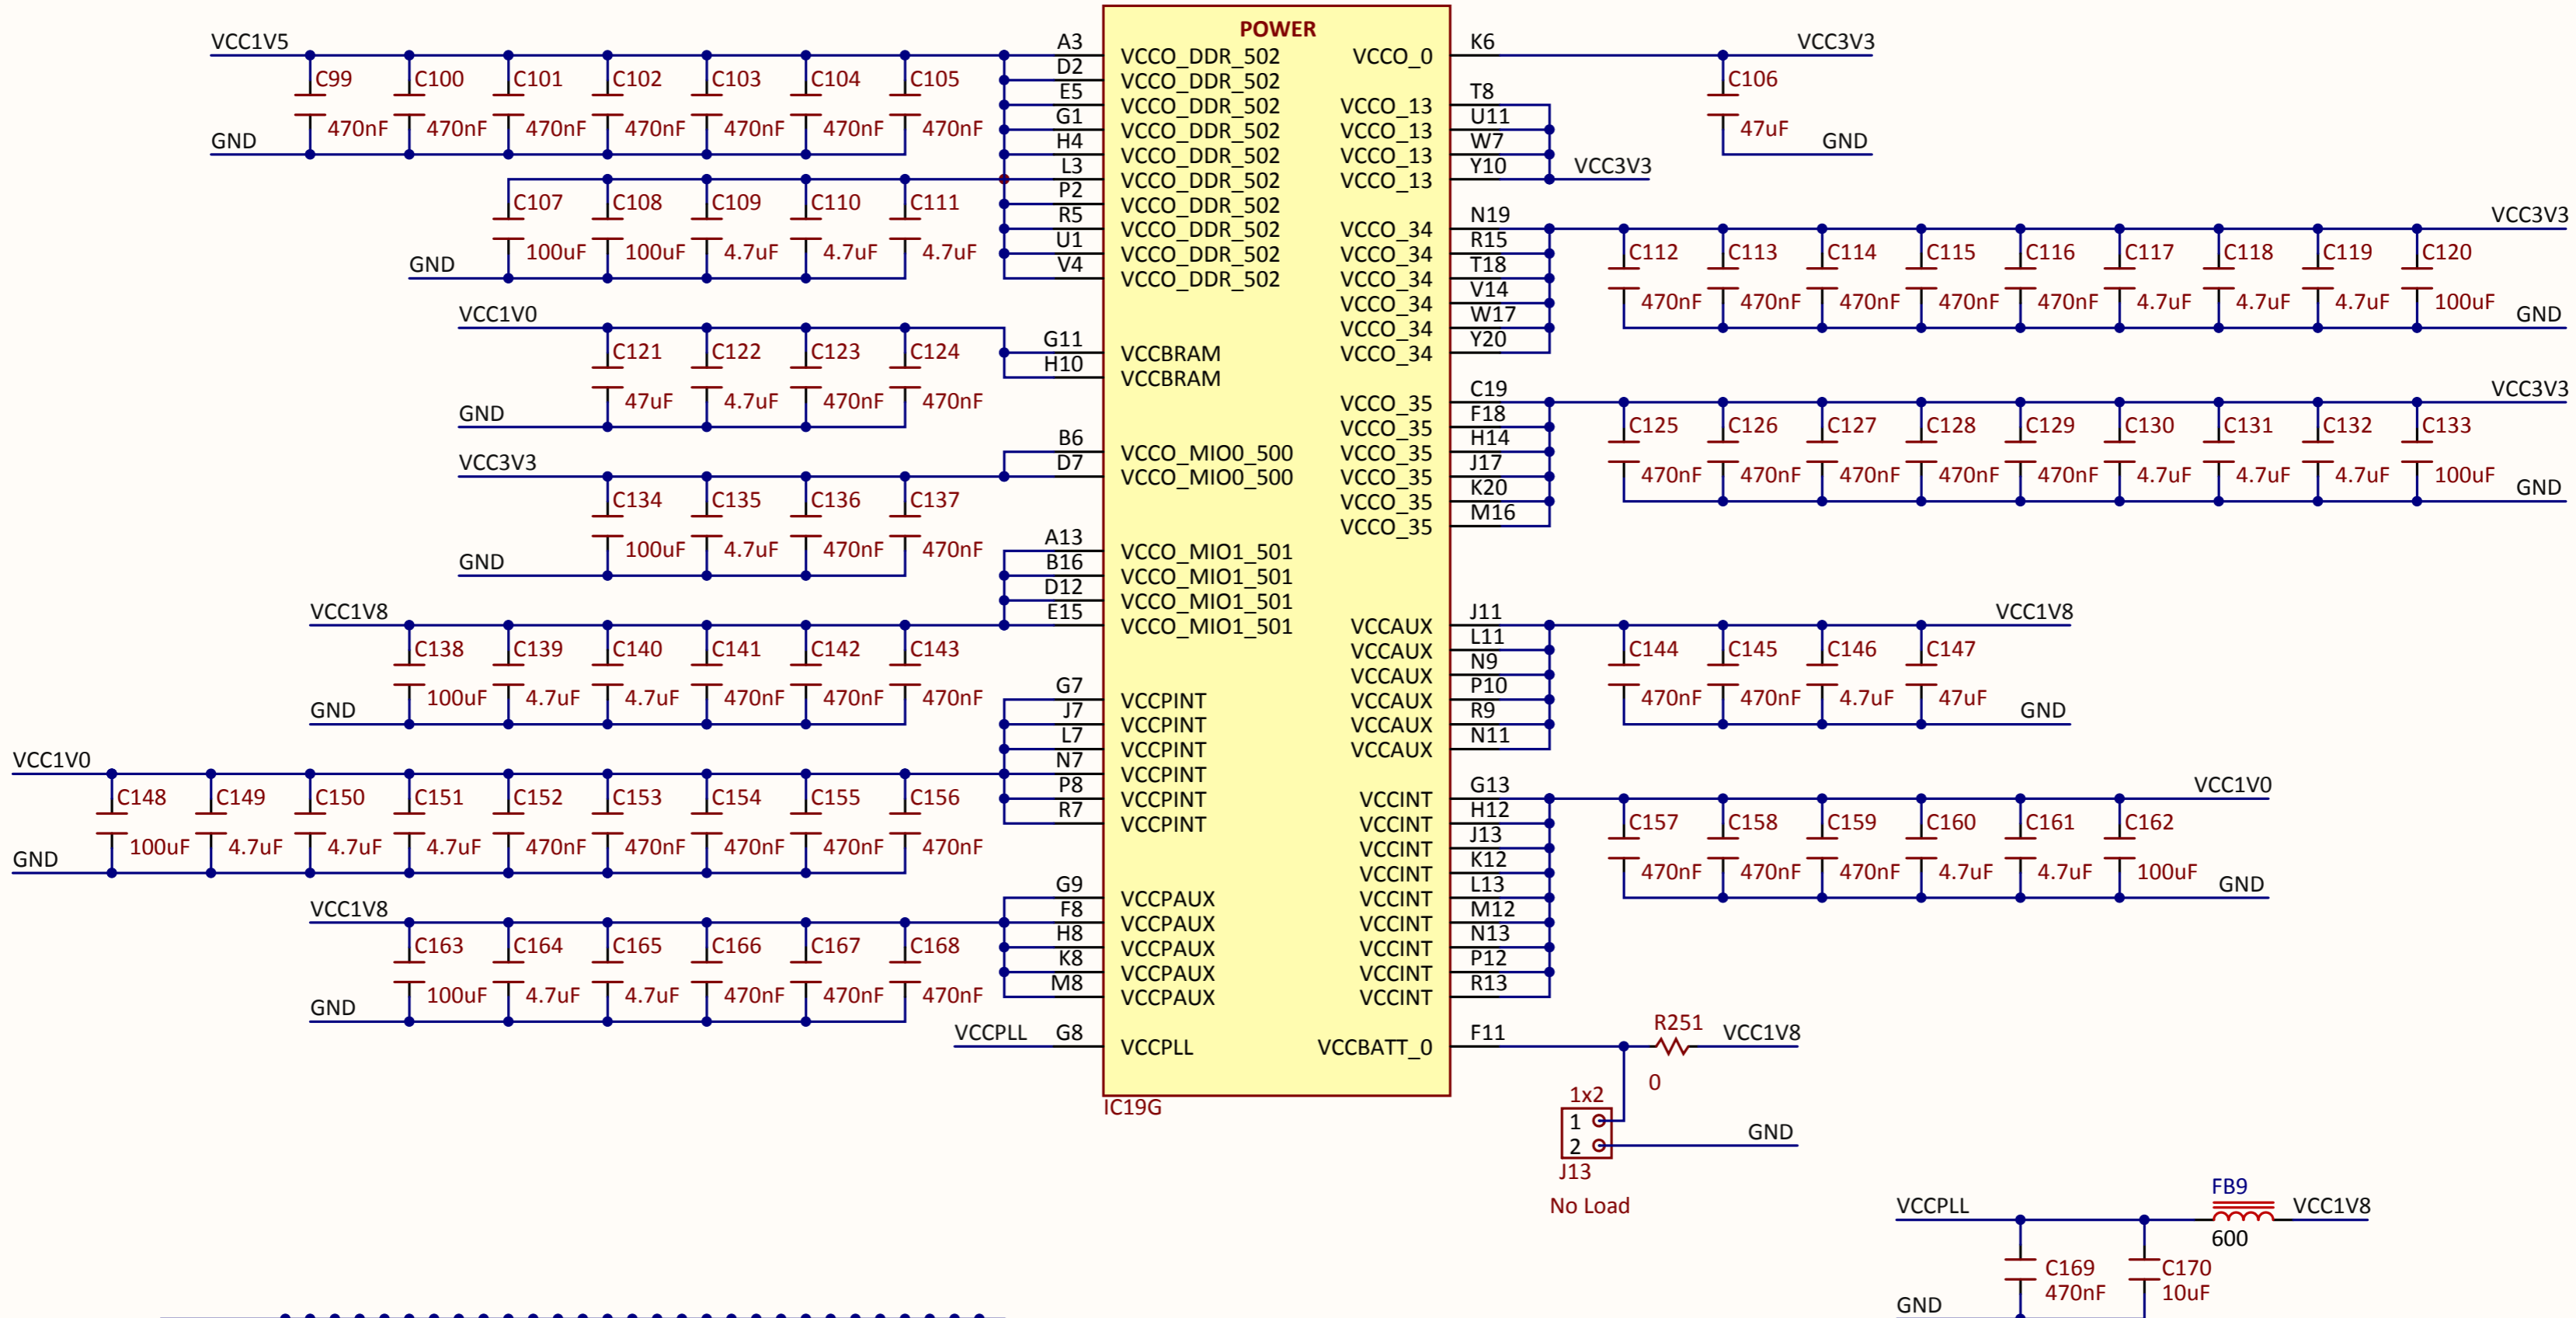 POWER
VCC1V5
C99 C100 C101 C102 C103 C104 C105
470nF 470nF 470nF 470nF 470nF 470nF 470nF
GND
C107 C108 C109 C110 C111
100uF 100uF 4.7uF 4.7uF 4.7uF
GND
A3 VCCO_DDR_502
D2 VCCO_DDR_502
E5 VCCO_DDR_502
G1 VCCO_DDR_502
H4 VCCO_DDR_502
L3 VCCO_DDR_502
P2 VCCO_DDR_502
R5 VCCO_DDR_502
U1 VCCO_DDR_502
V4 VCCO_DDR_502
VCC1V0
C121 C122 C123 C124
47uF 4.7uF 470nF 470nF
GND
G11 VCCBRAM
H10 VCCBRAM
VCC3V3
C134 C135 C136 C137
100uF 4.7uF 470nF 470nF
GND
B6 VCCO_MIO0_500
D7 VCCO_MIO0_500
A13 VCCO_MIO1_501
B16 VCCO_MIO1_501
D12 VCCO_MIO1_501
E15 VCCO_MIO1_501
VCC1V8
C138 C139 C140 C141 C142 C143
100uF 4.7uF 4.7uF 470nF 470nF 470nF
GND
G7 VCCPINT
J7 VCCPINT
L7 VCCPINT
N7 VCCPINT
P8 VCCPINT
R7 VCCPINT
VCC1V0
C148 C149 C150 C151 C152 C153 C154 C155 C156
100uF 4.7uF 4.7uF 4.7uF 470nF 470nF 470nF 470nF 470nF
GND
G9 VCCPAUX
F8 VCCPAUX
H8 VCCPAUX
K8 VCCPAUX
M8 VCCPAUX
VCC1V8
C163 C164 C165 C166 C167 C168
100uF 4.7uF 4.7uF 470nF 470nF 470nF
GND
VCCPLL G8 VCCPLL
IC19G
VCCO_0 K6 VCC3V3
C106
47uF
GND
VCCO_13 T8
VCCO_13 U11
VCCO_13 W7
VCCO_13 Y10 VCC3V3
VCCO_34 N19 VCC3V3
VCCO_34 R15
VCCO_34 T18
VCCO_34 V14
VCCO_34 W17
VCCO_34 Y20
C112 C113 C114 C115 C116 C117 C118 C119 C120
470nF 470nF 470nF 470nF 470nF 4.7uF 4.7uF 4.7uF 100uF
GND
VCCO_35 C19 VCC3V3
VCCO_35 F18
VCCO_35 H14
VCCO_35 J17
VCCO_35 K20
VCCO_35 M16
C125 C126 C127 C128 C129 C130 C131 C132 C133
470nF 470nF 470nF 470nF 470nF 4.7uF 4.7uF 4.7uF 100uF
GND
VCCAUX J11 VCC1V8
VCCAUX L11
VCCAUX N9
VCCAUX P10
VCCAUX R9
VCCAUX N11
C144 C145 C146 C147
470nF 470nF 4.7uF 47uF
GND
VCCINT G13 VCC1V0
VCCINT H12
VCCINT J13
VCCINT K12
VCCINT L13
VCCINT M12
VCCINT N13
VCCINT P12
VCCINT R13
C157 C158 C159 C160 C161 C162
470nF 470nF 470nF 4.7uF 4.7uF 100uF
GND
VCCBATT_0 F11 R251 VCC1V8
0
1x2
1
2 GND
J13
No Load
FB9
VCCPLL VCC1V8
600
C169 C170
470nF 10uF
GND